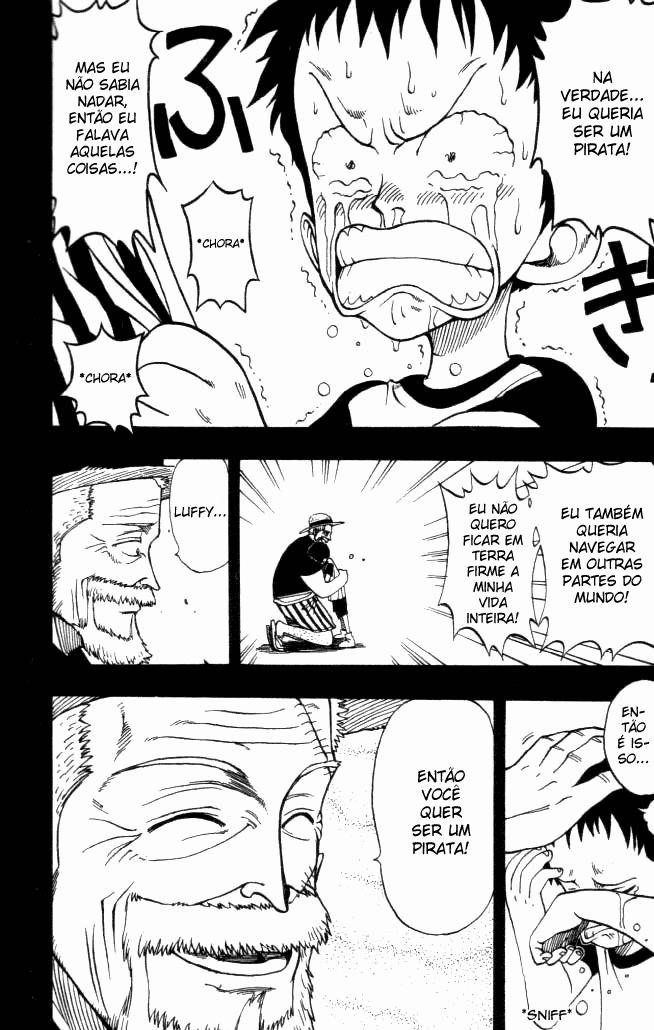 NA
VERDADE...
EU QUERIA
SER UM
PIRATA!
ぎ
MAS EU
NÃO SABIA
NADAR,
ENTÃO EU
FALAVA
AQUELAS
COISAS...!
*CHORA*
*CHORA*
EU TAMBÉM
QUERIA
NAVEGAR
EM OUTRAS
PARTES DO
MUNDO!
EU NÃO
QUERO
FICAR EM
TERRA
FIRME A
MINHA
VIDA
INTEIRA!
LUFFY...
EN-
TÃO
É IS-
SO...
*SNIFF*
ENTÃO
VOCÊ
QUER
SER UM
PIRATA!